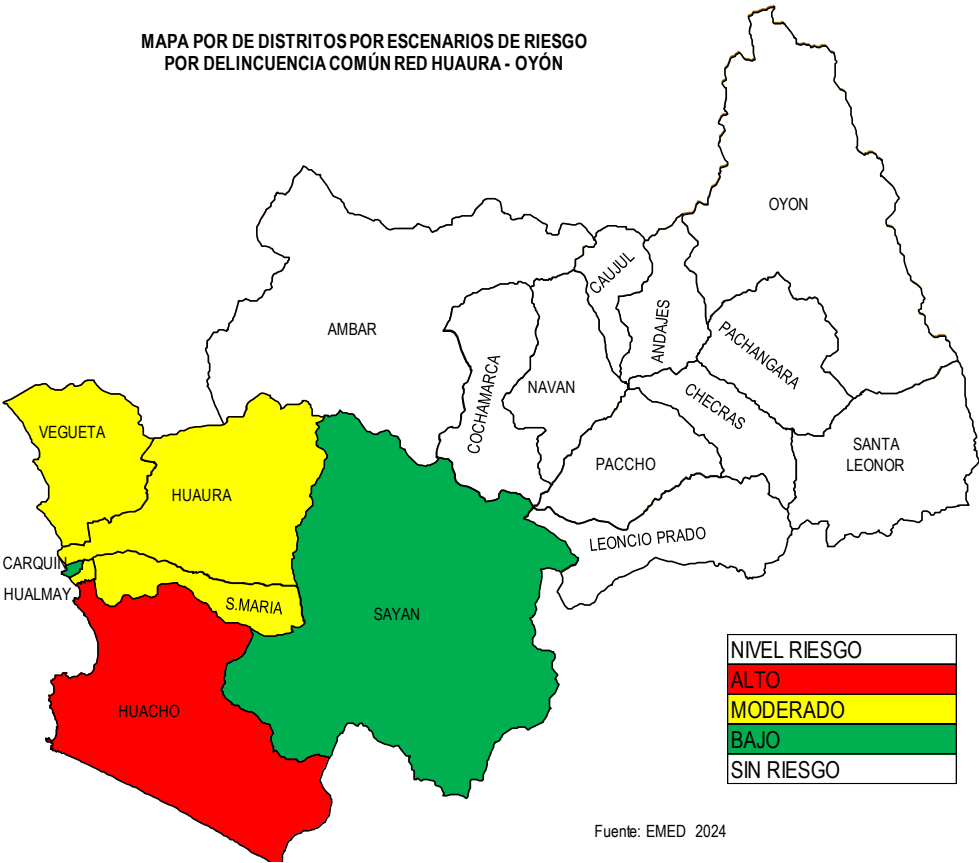 MAPA POR DE DISTRITOS POR ESCENARIOS DE RIESGO
POR DELINCUENCIA COMÚN RED HUAURA - OYÓN
OYON
CAUJUL
ANDAJES
AMBAR
PACHANGARA
COCHAMARCA
NAVAN
CHECRAS
VEGUETA
SANTA
LEONOR
PACCHO
HUAURA
LEONCIO PRADO
CARQUIN
HUALMAY
S.MARIA
SAYAN
HUACHO
NIVEL RIESGO
ALTO
MODERADO
BAJO
SIN RIESGO
Fuente: EMED 2024